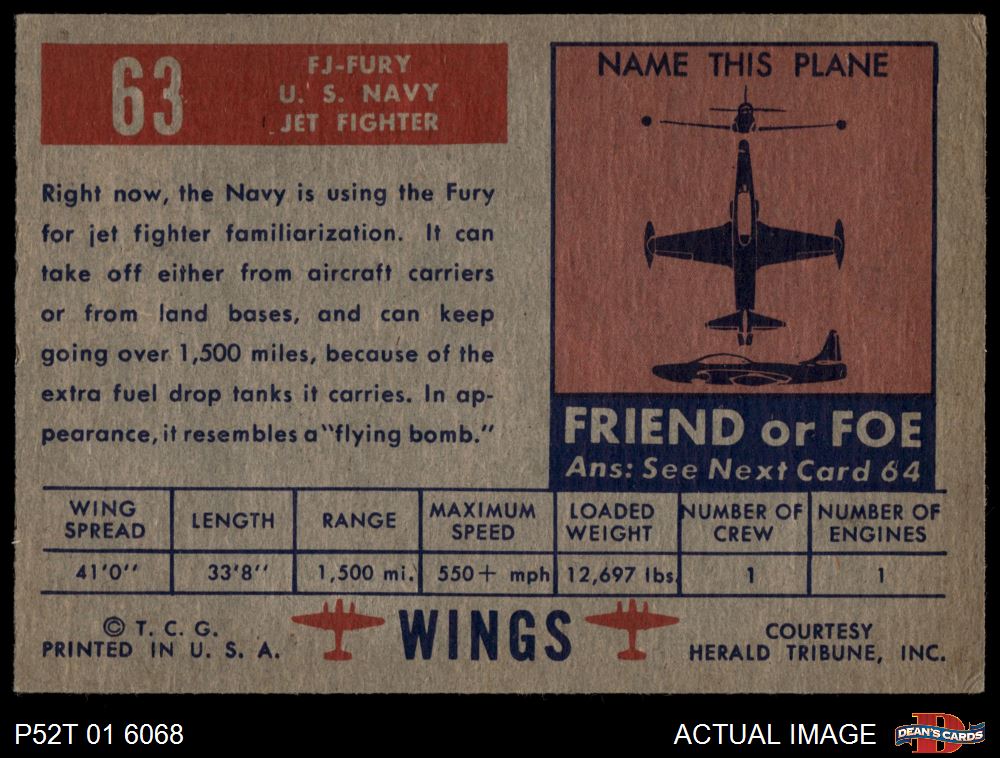 63
FJ-FURY
U. S. NAVY
JET FIGHTER
Right now, the Navy is using the Fury
for jet fighter familiarization. It can
take off either from aircraft carriers
or from land bases, and can keep
going over 1,500 miles, because of the
extra fuel drop tanks it carries. In ap-
pearance, it resembles a "flying bomb."
NAME THIS PLANE
FRIEND or FOE
Ans: See Next Card 64
WING SPREAD
LENGTH
RANGE
MAXIMUM SPEED
LOADED WEIGHT
NUMBER OF CREW
NUMBER OF ENGINES
41'0''
33'8''
1,500 mi.
550+ mph
12,697 lbs.
1
1
© T. C. G.
PRINTED IN U. S. A.
WINGS
COURTESY
HERALD TRIBUNE, INC.
P52T 01 6068
ACTUAL IMAGE
D
DEAN'S CARDS